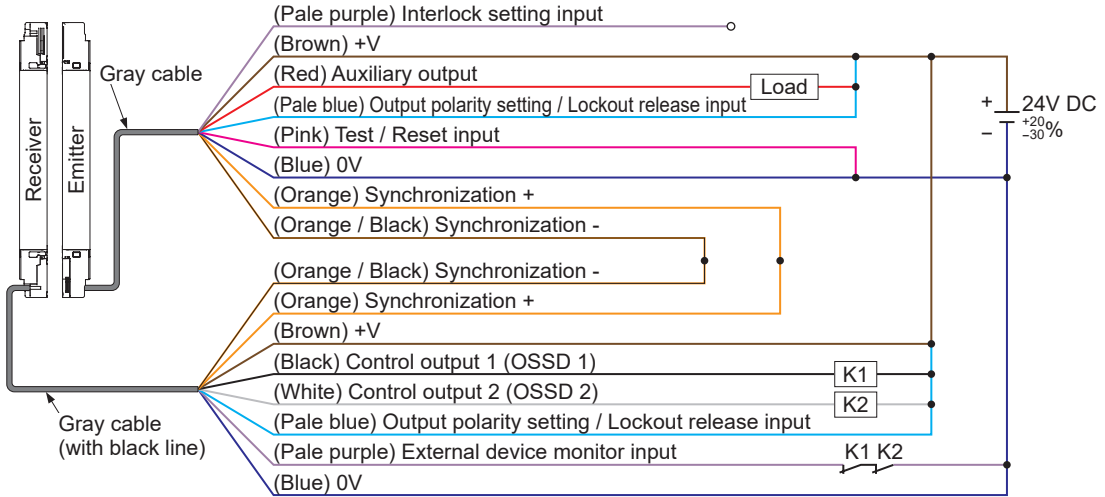 (Pale purple) Interlock setting input
(Brown) +V
(Red) Auxiliary output
Load
(Pale blue) Output polarity setting / Lockout release input
(Pink) Test / Reset input
(Blue) 0V
(Orange) Synchronization +
(Orange / Black) Synchronization -
(Orange / Black) Synchronization -
(Orange) Synchronization +
(Brown) +V
(Black) Control output 1 (OSSD 1)
K1
(White) Control output 2 (OSSD 2)
K2
(Pale blue) Output polarity setting / Lockout release input
(Pale purple) External device monitor input
K1 K2
(Blue) 0V
Gray cable
Receiver
Emitter
Gray cable
(with black line)
+
24V DC
+20
−30%
−